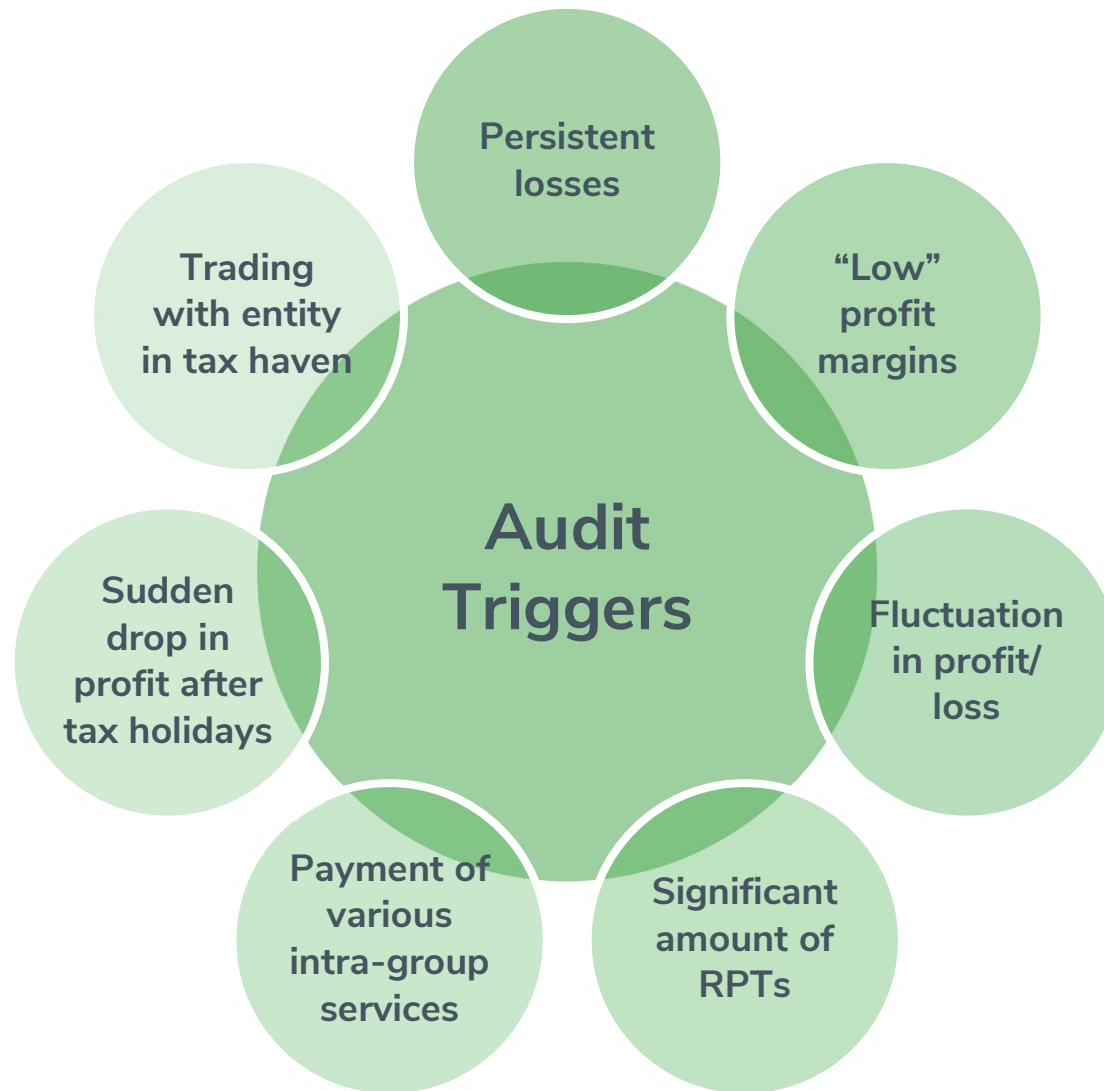 Persistent
losses
“Low”
profit
margins
Fluctuation
in profit/
loss
Significant
amount of
RPTs
Payment of
various
intra-group
services
Sudden
drop in
profit after
tax holidays
Trading
with entity
in tax haven
Audit
Triggers